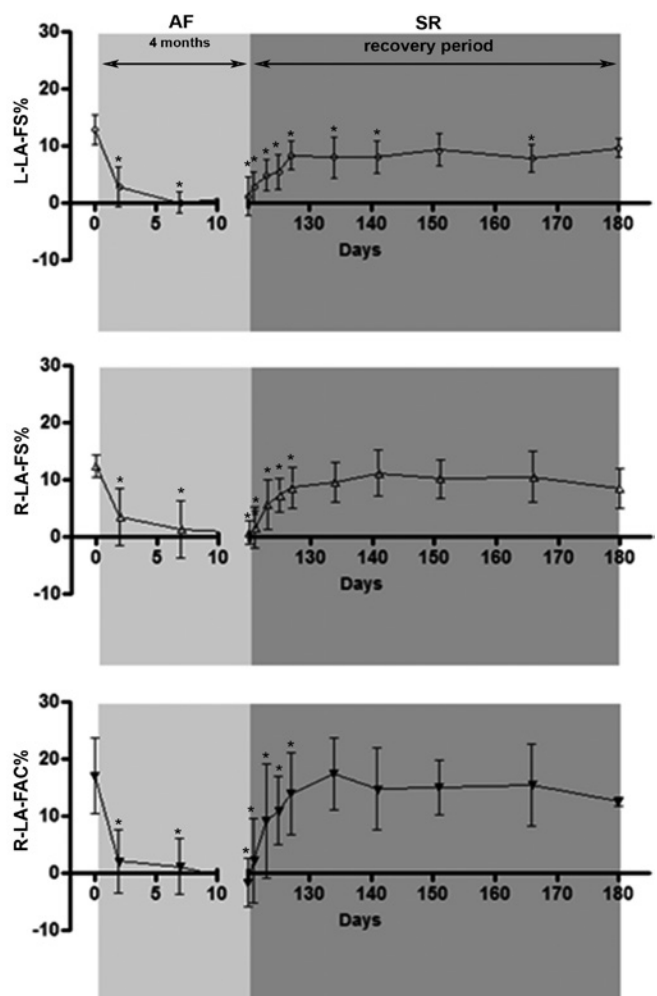 AF SR
4 months recovery period
30
20
10
0
-10
L-LA-FS%
* * * * * * * * * *
0 5 10 130 140 150 160 170 180
Days
30
20
10
0
-10
R-LA-FS%
* * * * * * *
0 5 10 130 140 150 160 170 180
Days
30
20
10
0
-10
R-LA-FAC%
* * * * * * *
0 5 10 130 140 150 160 170 180
Days